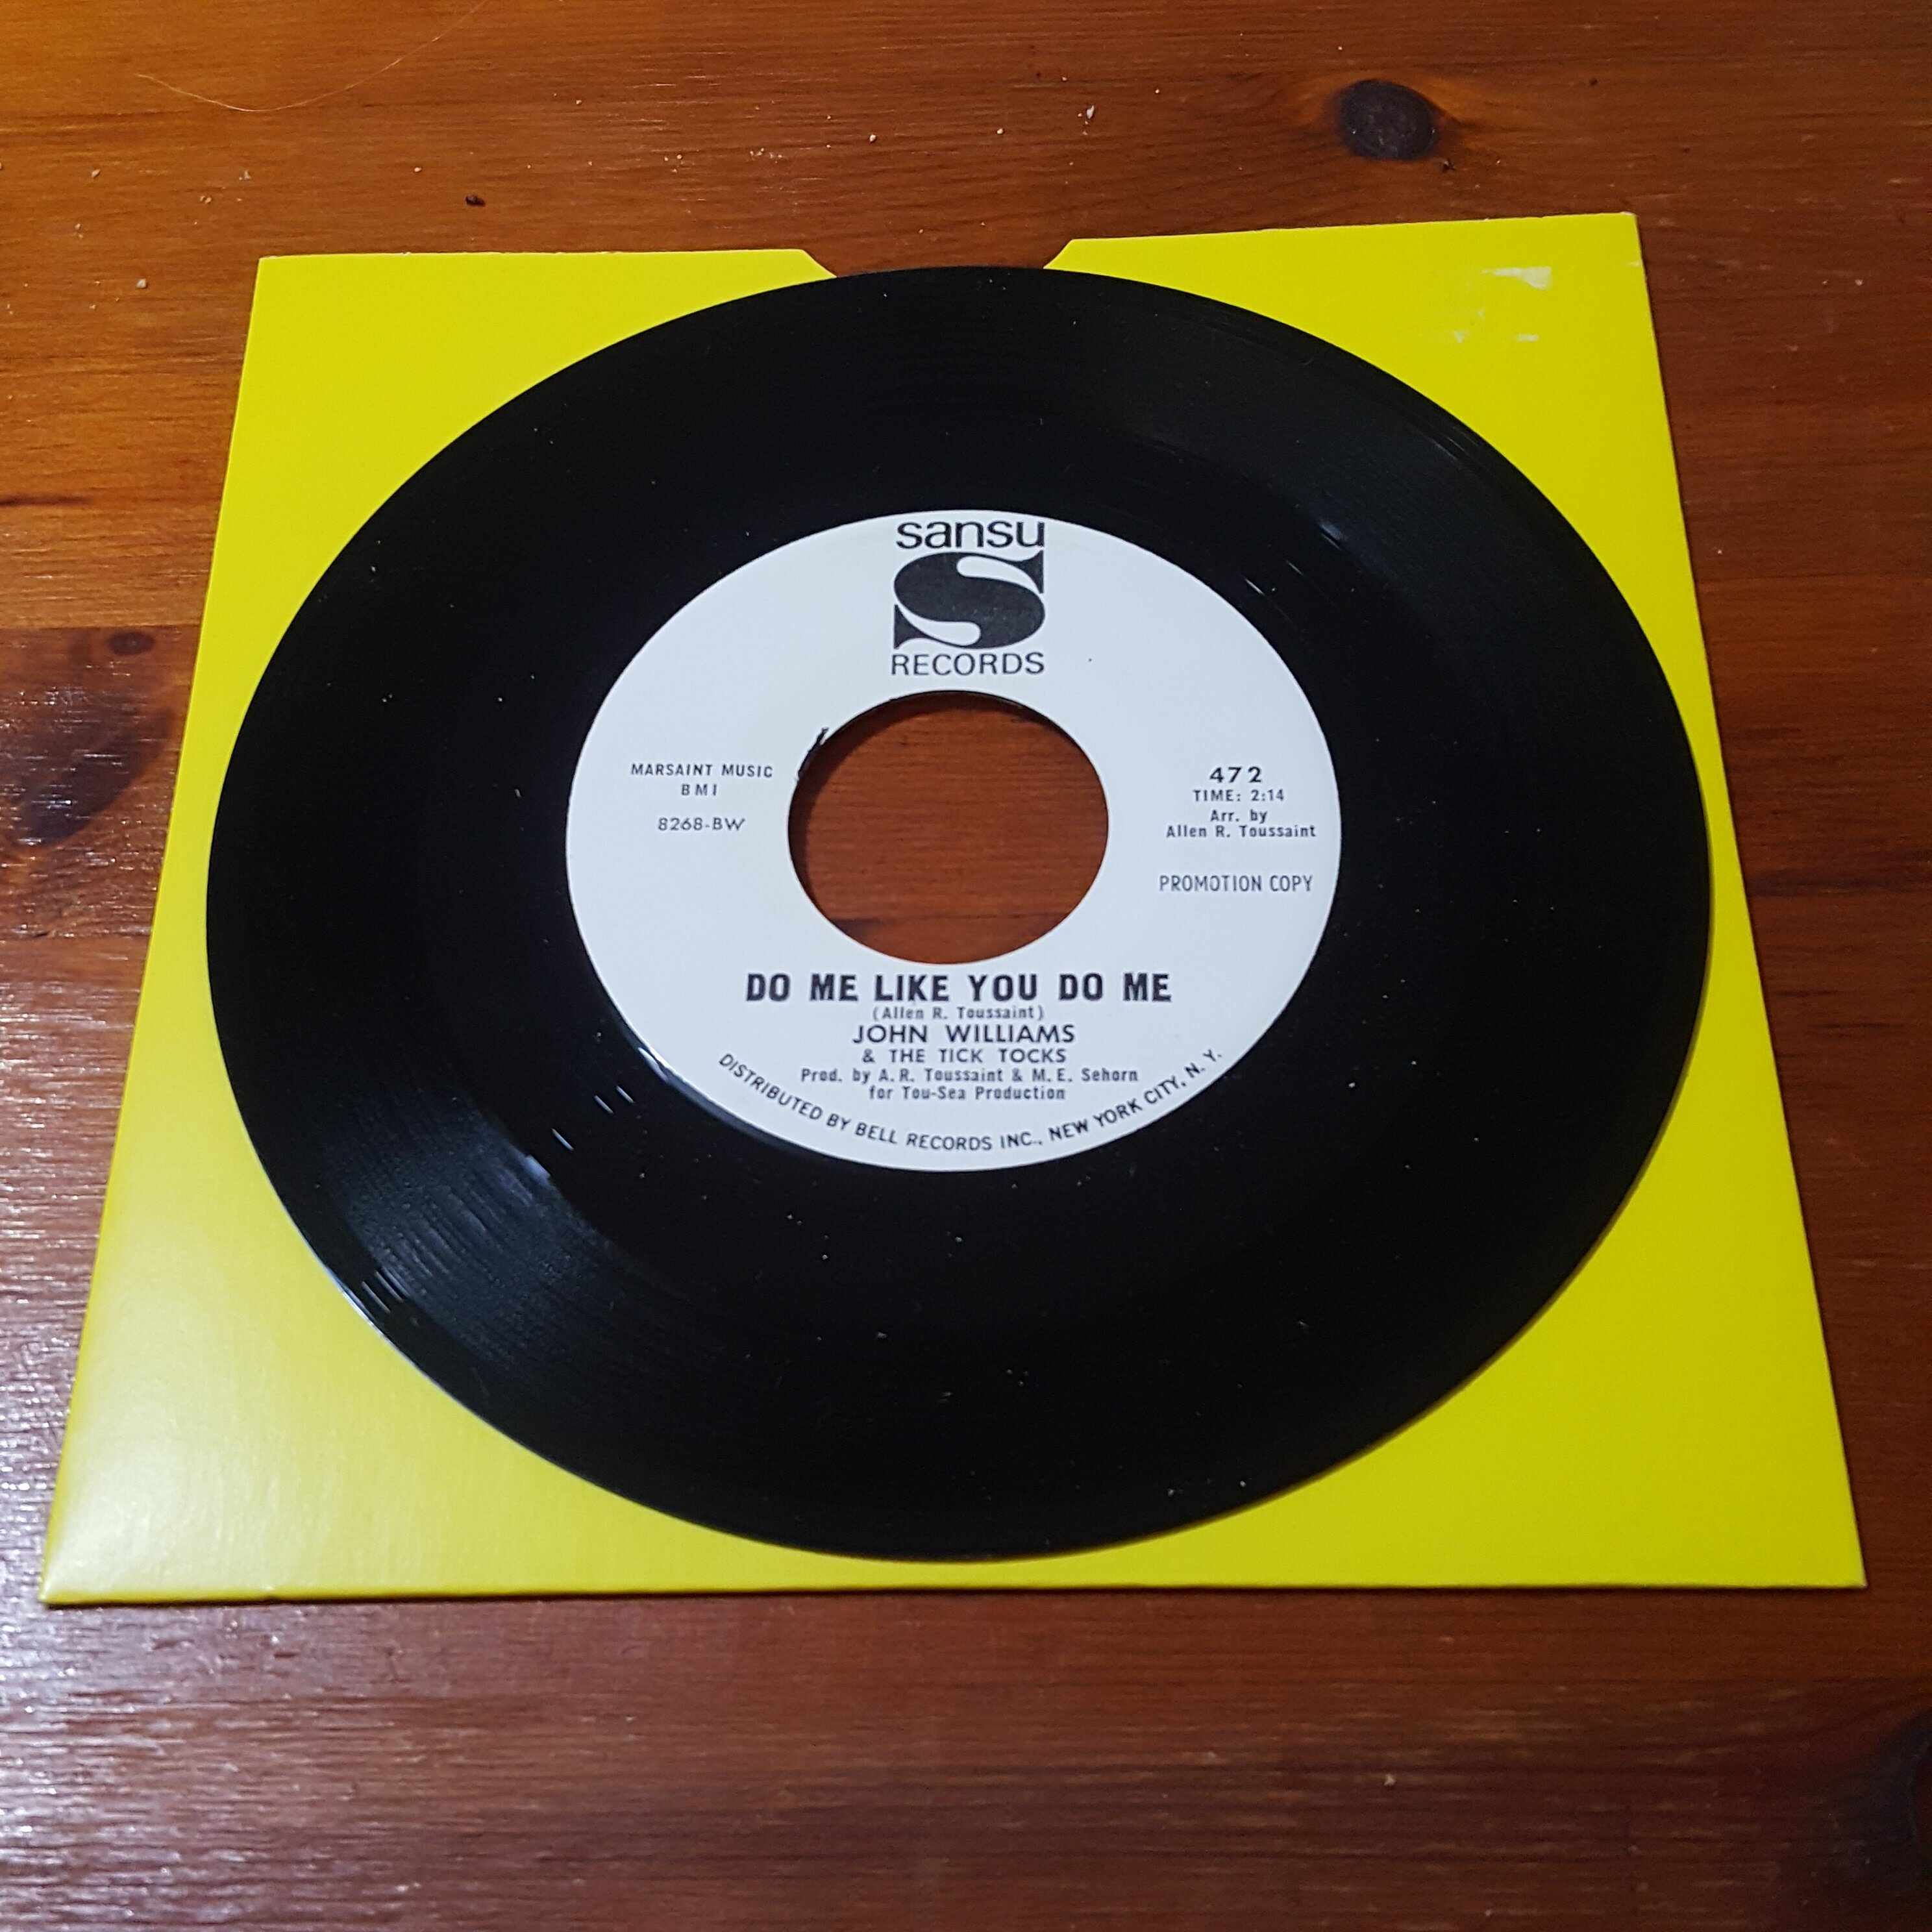 sansu
S
RECORDS
MARSAINT MUSIC
BMI
8268-BW
472
TIME: 2:14
Arr. by
Allen R. Toussaint
PROMOTION COPY
DO ME LIKE YOU DO ME
(Allen R. Toussaint)
JOHN WILLIAMS
& THE TICK TOCKS
Prod. by A. R. Toussaint & M. E. Sehorn
for Tou-Sea Production
DISTRIBUTED BY BELL RECORDS INC., NEW YORK CITY, N. Y.